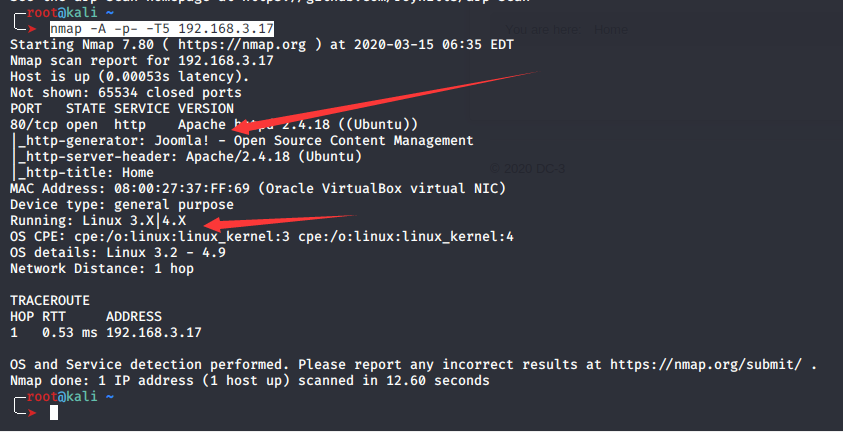 root@kali ~
➤ nmap -A -p- -T5 192.168.3.17
Starting Nmap 7.80 ( https://nmap.org ) at 2020-03-15 06:35 EDT
Nmap scan report for 192.168.3.17
Host is up (0.00053s latency).
Not shown: 65534 closed ports
PORT STATE SERVICE VERSION
80/tcp open http Apache httpd 2.4.18 ((Ubuntu))
|_http-generator: Joomla! - Open Source Content Management
|_http-server-header: Apache/2.4.18 (Ubuntu)
|_http-title: Home
MAC Address: 08:00:27:37:FF:69 (Oracle VirtualBox virtual NIC)
Device type: general purpose
Running: Linux 3.X|4.X
OS CPE: cpe:/o:linux:linux_kernel:3 cpe:/o:linux:linux_kernel:4
OS details: Linux 3.2 - 4.9
Network Distance: 1 hop
TRACEROUTE
HOP RTT ADDRESS
1 0.53 ms 192.168.3.17
OS and Service detection performed. Please report any incorrect results at https://nmap.org/submit/ .
Nmap done: 1 IP address (1 host up) scanned in 12.60 seconds
root@kali ~
➤
You are here: Home
© 2020 DC-3